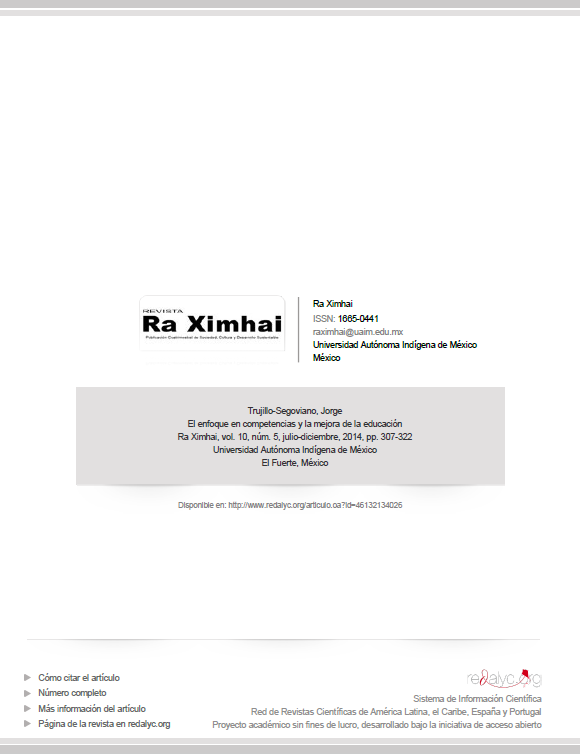 REVISTA
Ra Ximhai
Publicación Cuatrimestral de Sociedad, Cultura y Desarrollo Sustentable
Ra Ximhai
ISSN: 1665-0441
raximhai@uaim.edu.mx
Universidad Autónoma Indígena de México
México
Trujillo-Segoviano, Jorge
El enfoque en competencias y la mejora de la educación
Ra Ximhai, vol. 10, núm. 5, julio-diciembre, 2014, pp. 307-322
Universidad Autónoma Indígena de México
El Fuerte, México
Disponible en: http://www.redalyc.org/articulo.oa?id=46132134026
Cómo citar el artículo
Número completo
Más información del artículo
Página de la revista en redalyc.org
redalyc.org
Sistema de Información Científica
Red de Revistas Científicas de América Latina, el Caribe, España y Portugal
Proyecto académico sin fines de lucro, desarrollado bajo la iniciativa de acceso abierto